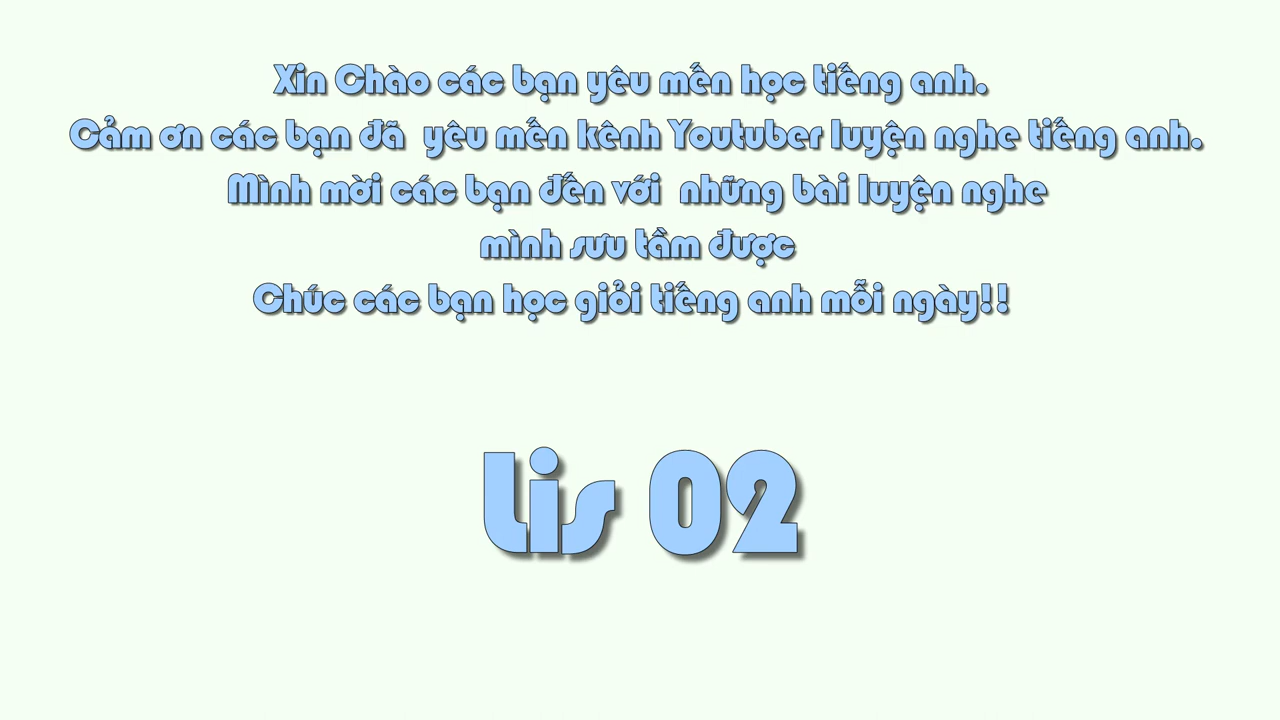 Xin Chào các bạn yêu mến học tiếng anh.
Cảm ơn các bạn đã yêu mến kênh Youtuber luyện nghe tiếng anh.
Mình mời các bạn đến với những bài luyện nghe
mình sưu tầm được
Chúc các bạn học giỏi tiếng anh mỗi ngày!!
Lis 02